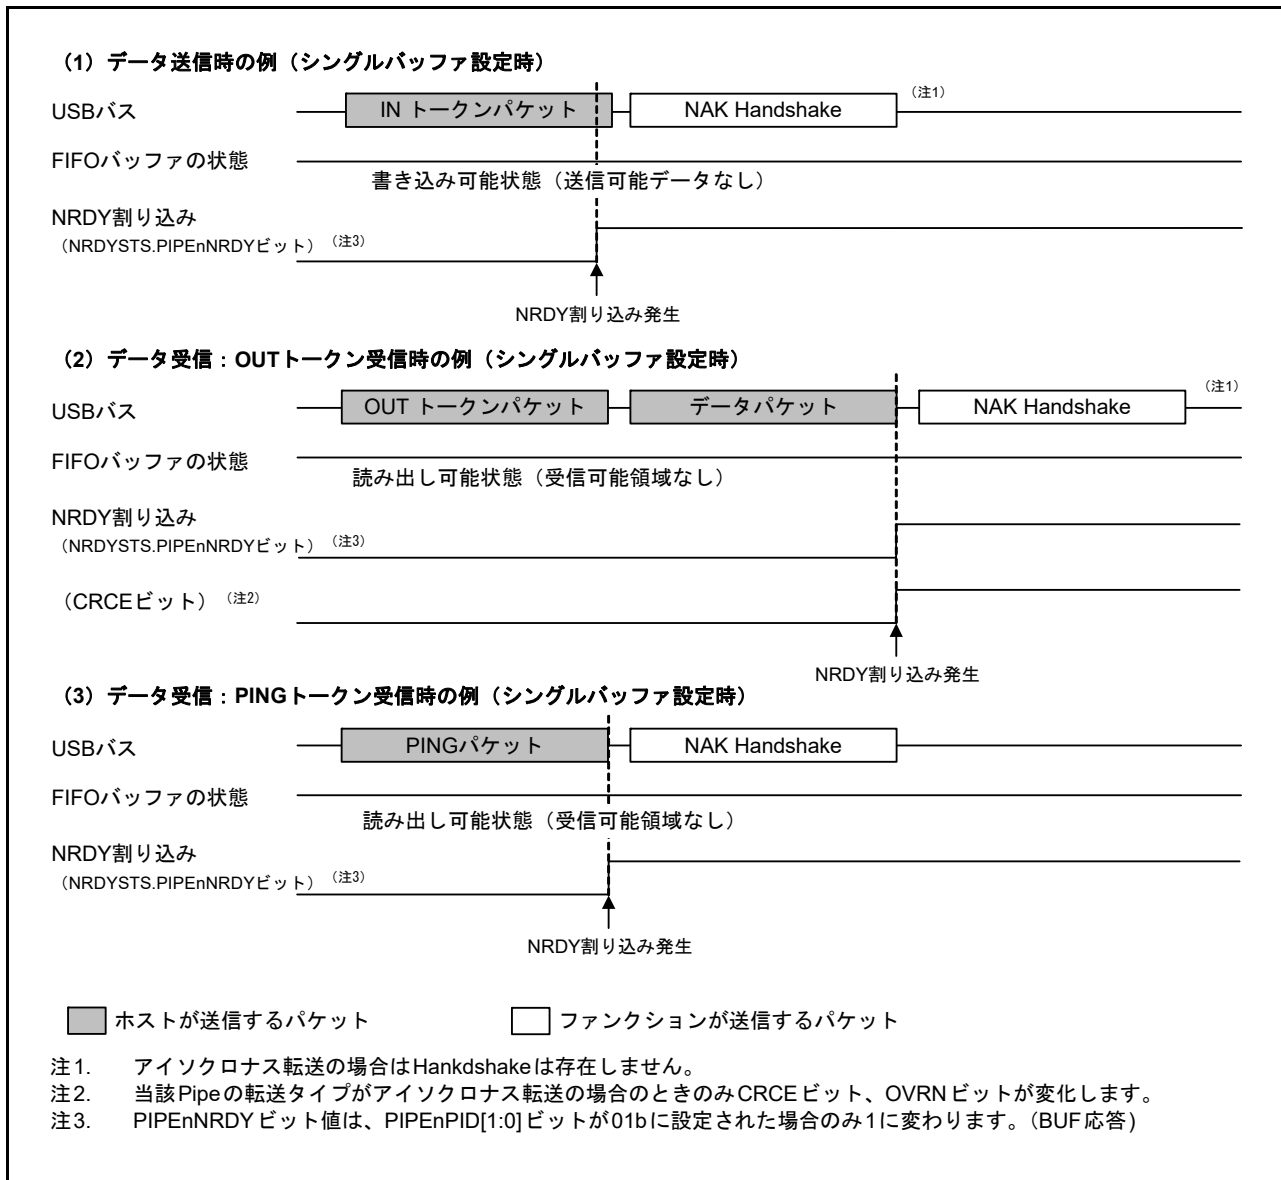 （1）データ送信時の例（シングルバッファ設定時）
USBバス
IN トークンパケット
NAK Handshake
（注1）
FIFOバッファの状態
書き込み可能状態（送信可能データなし）
NRDY割り込み
（NRDYSTS.PIPEnNRDYビット）（注3）
NRDY割り込み発生
（2）データ受信：OUTトークン受信時の例（シングルバッファ設定時）
USBバス
OUT トークンパケット
データパケット
NAK Handshake
（注1）
FIFOバッファの状態
読み出し可能状態（受信可能領域なし）
NRDY割り込み
（NRDYSTS.PIPEnNRDYビット）（注3）
（CRCEビット）（注2）
NRDY割り込み発生
（3）データ受信：PINGトークン受信時の例（シングルバッファ設定時）
USBバス
PINGパケット
NAK Handshake
FIFOバッファの状態
読み出し可能状態（受信可能領域なし）
NRDY割り込み
（NRDYSTS.PIPEnNRDYビット）（注3）
NRDY割り込み発生
ホストが送信するパケット
ファンクションが送信するパケット
注1. アイソクロナス転送の場合はHankdshakeは存在しません。
注2. 当該Pipeの転送タイプがアイソクロナス転送の場合のときのみCRCEビット、OVRNビットが変化します。
注3. PIPEnNRDYビット値は、PIPEnPID[1:0]ビットが01bに設定された場合のみ1に変わります。（BUF応答）